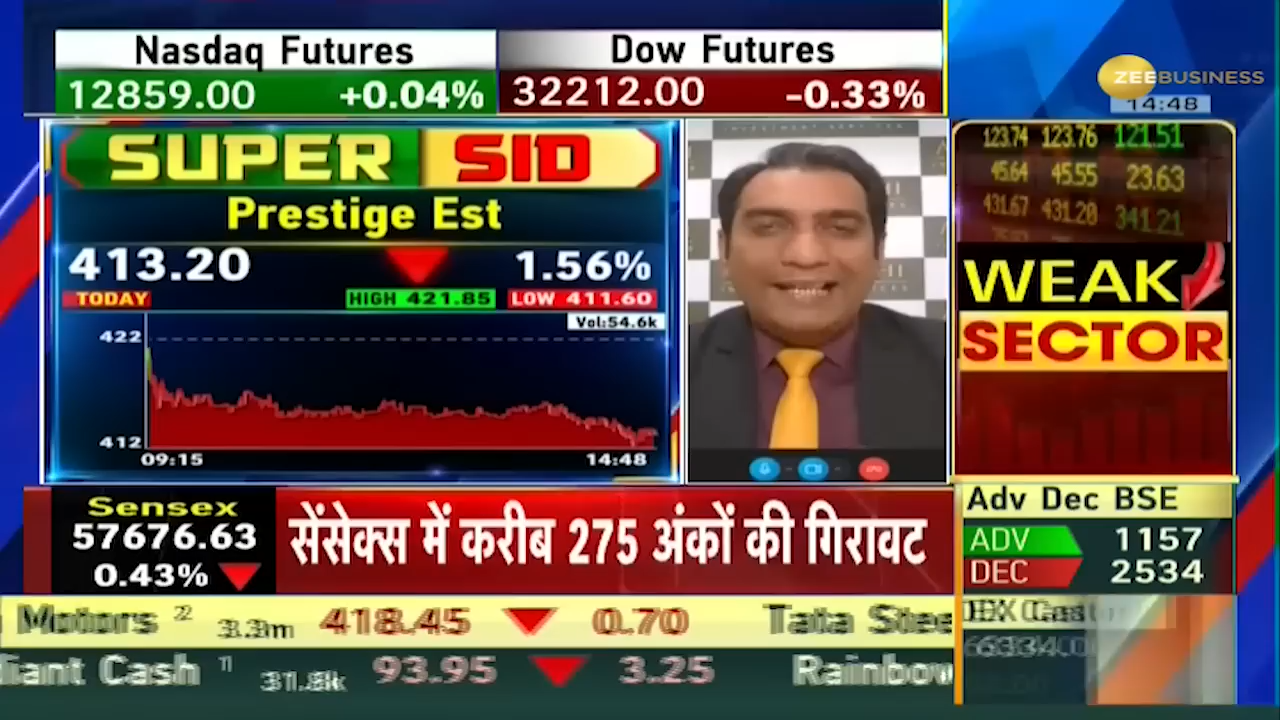 Nasdaq Futures
12859.00 +0.04%
Dow Futures
32212.00 -0.33%
ZEEBUSINESS
14:48
SUPER SID
Prestige Est
413.20 1.56%
TODAY HIGH 421.85 LOW 411.60
Vol:54.6k
422
412
09:15 14:48
123.74 123.76 121.51
45.64 45.55 23.63
431.67 431.20 341.21
WEAK
SECTOR
Sensex
57676.63
0.43%
सेंसेक्स में करीब 275 अंकों की गिरावट
Adv Dec BSE
ADV 1157
DEC 2534
Motors 3.3m 418.45 0.70 Tata Stee
iant Cash 31.8k 93.95 3.25 Rainbow